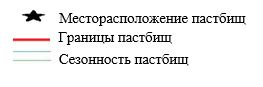 Месторасположение пастбищ
Границы пастбищ
Сезонность пастбищ